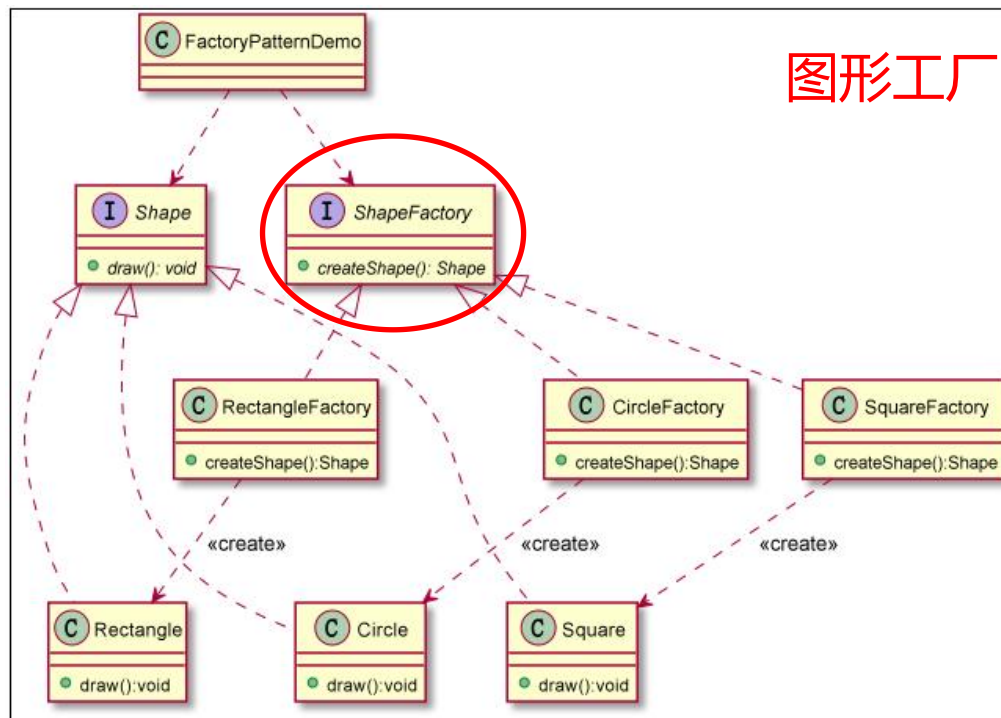 C FactoryPatternDemo
图形工厂
I Shape
draw(): void
I ShapeFactory
createShape(): Shape
C RectangleFactory
createShape():Shape
C CircleFactory
createShape():Shape
C SquareFactory
createShape():Shape
«create»
«create»
«create»
C Rectangle
draw():void
C Circle
draw():void
C Square
draw():void